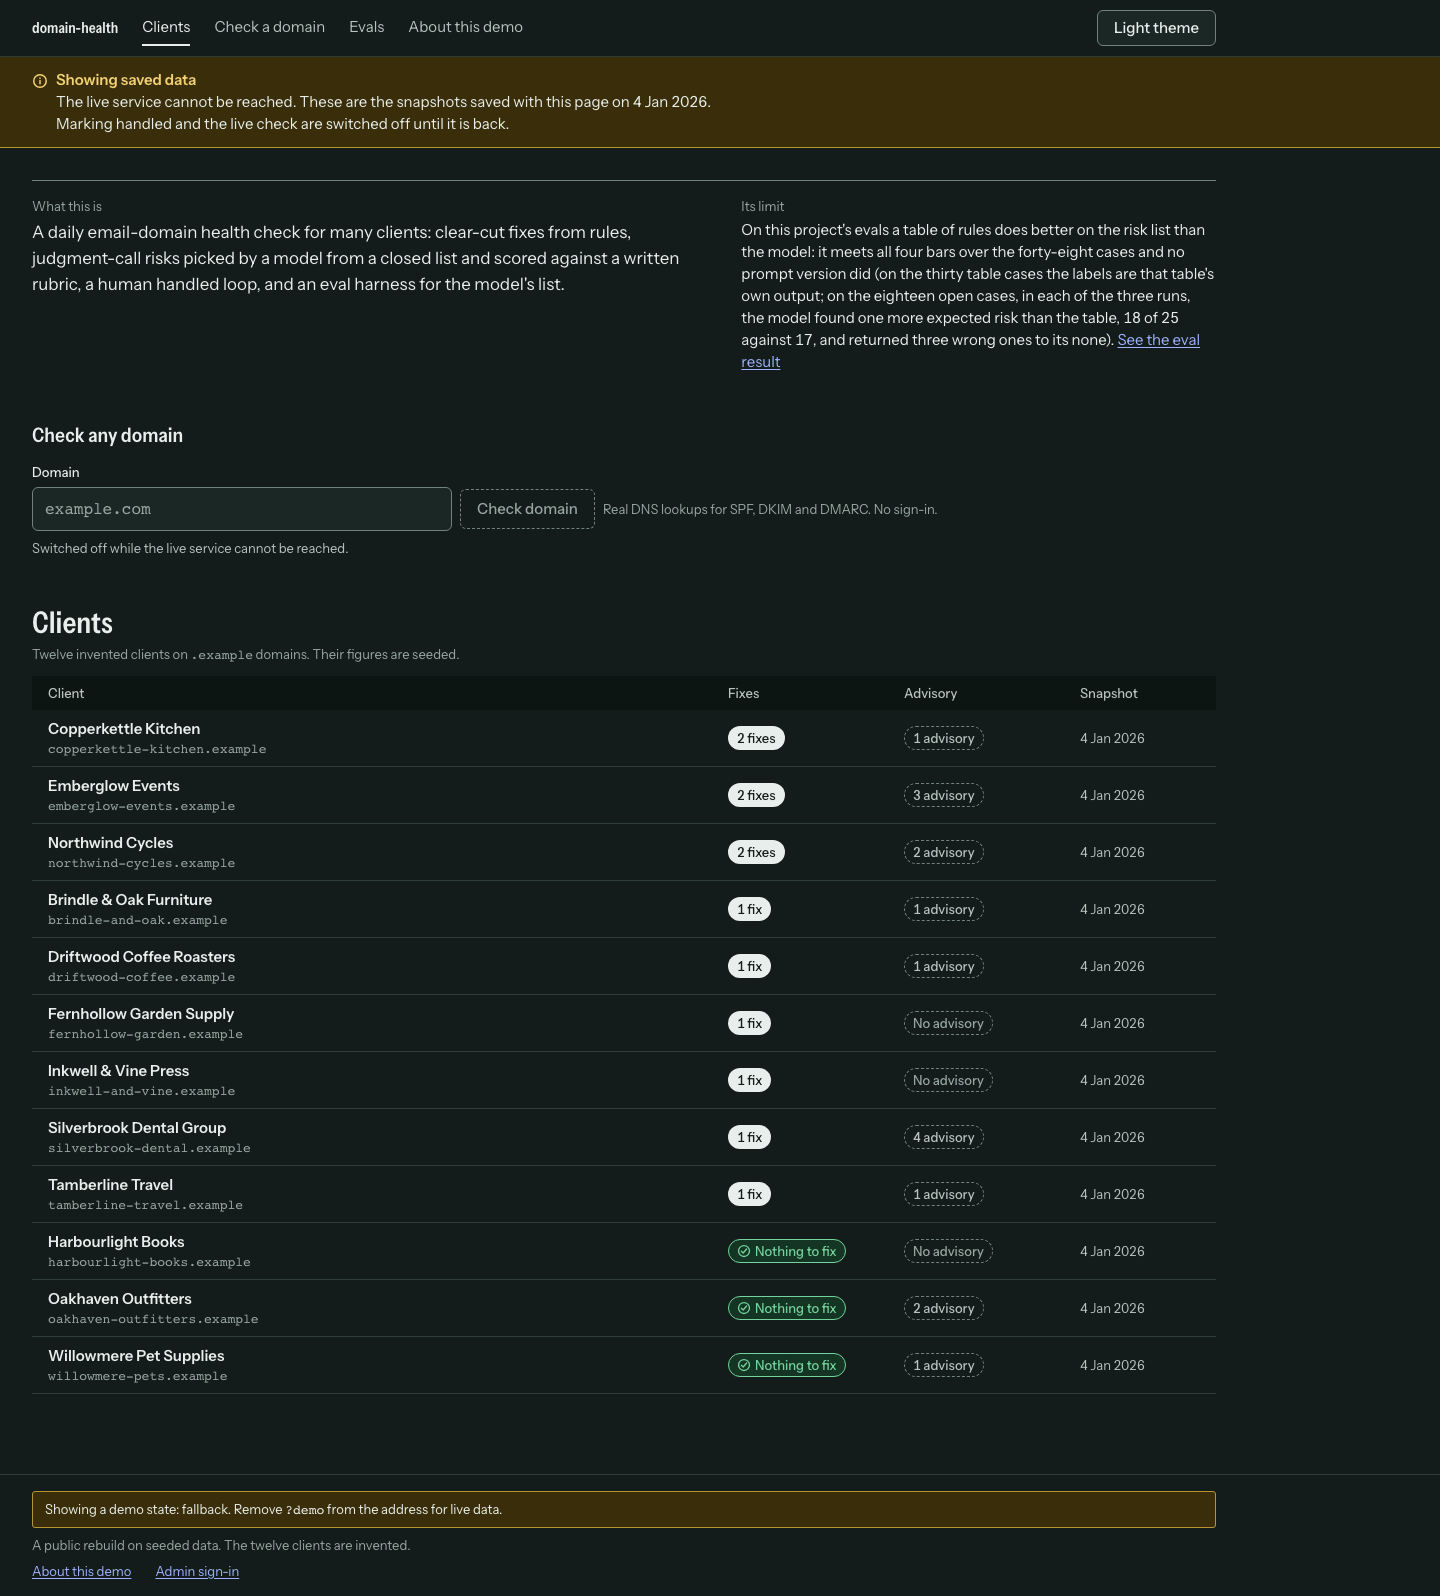 domain-health Clients Check a domain Evals About this demo Light theme
Showing saved data
The live service cannot be reached. These are the snapshots saved with this page on 4 Jan 2026.
Marking handled and the live check are switched off until it is back.
What this is
A daily email-domain health check for many clients: clear-cut fixes from rules,
judgment-call risks picked by a model from a closed list and scored against a written
rubric, a human handled loop, and an eval harness for the model's list.
Its limit
On this project's evals a table of rules does better on the risk list than
the model: it meets all four bars over the forty-eight cases and no
prompt version did (on the thirty table cases the labels are that table's
own output; on the eighteen open cases, in each of the three runs,
the model found one more expected risk than the table, 18 of 25
against 17, and returned three wrong ones to its none). See the eval
result
Check any domain
Domain
example.com Check domain Real DNS lookups for SPF, DKIM and DMARC. No sign-in.
Switched off while the live service cannot be reached.
Clients
Twelve invented clients on .example domains. Their figures are seeded.
Client Fixes Advisory Snapshot
Copperkettle Kitchen
copperkettle-kitchen.example 2 fixes 1 advisory 4 Jan 2026
Emberglow Events
emberglow-events.example 2 fixes 3 advisory 4 Jan 2026
Northwind Cycles
northwind-cycles.example 2 fixes 2 advisory 4 Jan 2026
Brindle & Oak Furniture
brindle-and-oak.example 1 fix 1 advisory 4 Jan 2026
Driftwood Coffee Roasters
driftwood-coffee.example 1 fix 1 advisory 4 Jan 2026
Fernhollow Garden Supply
fernhollow-garden.example 1 fix No advisory 4 Jan 2026
Inkwell & Vine Press
inkwell-and-vine.example 1 fix No advisory 4 Jan 2026
Silverbrook Dental Group
silverbrook-dental.example 1 fix 4 advisory 4 Jan 2026
Tamberline Travel
tamberline-travel.example 1 fix 1 advisory 4 Jan 2026
Harbourlight Books
harbourlight-books.example Nothing to fix No advisory 4 Jan 2026
Oakhaven Outfitters
oakhaven-outfitters.example Nothing to fix 2 advisory 4 Jan 2026
Willowmere Pet Supplies
willowmere-pets.example Nothing to fix 1 advisory 4 Jan 2026
Showing a demo state: fallback. Remove ?demo from the address for live data.
A public rebuild on seeded data. The twelve clients are invented.
About this demo Admin sign-in